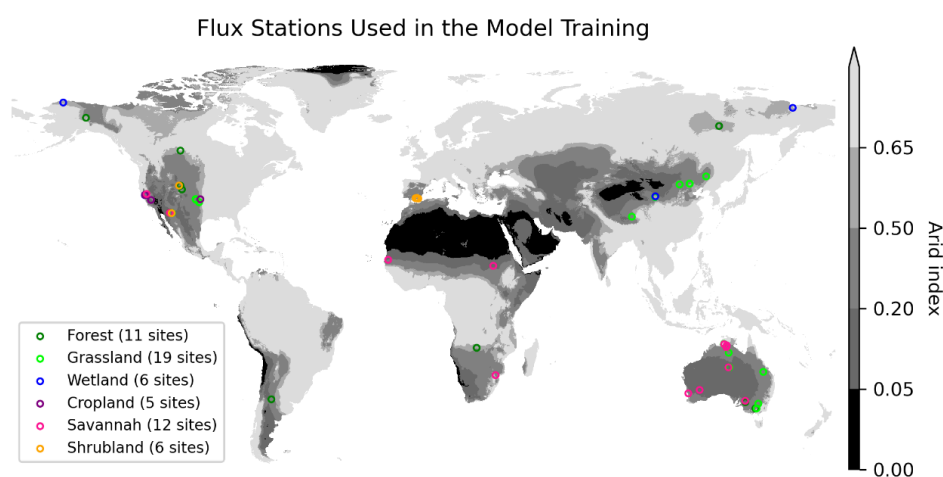 Flux Stations Used in the Model Training
Forest (11 sites)
Grassland (19 sites)
Wetland (6 sites)
Cropland (5 sites)
Savannah (12 sites)
Shrubland (6 sites)
0.65
0.50
0.20
0.05
0.00
Arid index